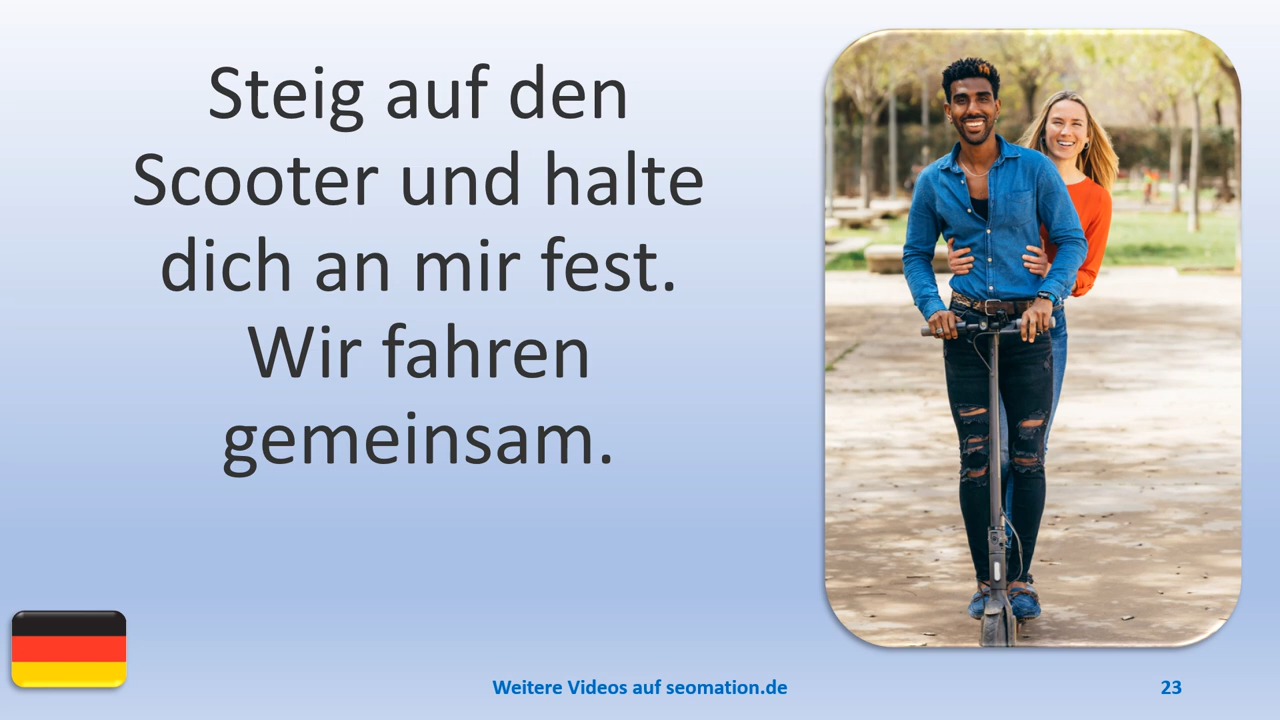 Steig auf den
Scooter und halte
dich an mir fest.
Wir fahren
gemeinsam.
Weitere Videos auf seomation.de
23